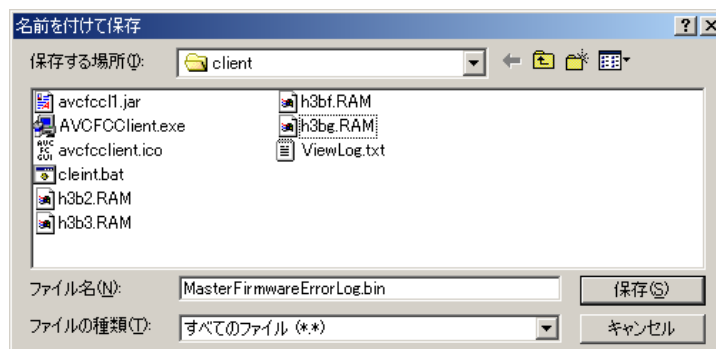 名前を付けて保存
保存する場所(I):
client
avcfccl1.jar
AVCFCClient.exe
avcfcclient.ico
cleint.bat
h3b2.RAM
h3b3.RAM
h3bf.RAM
h3bg.RAM
ViewLog.txt
ファイル名(N):
MasterFirmwareErrorLog.bin
保存(S)
ファイルの種類(T):
すべてのファイル (*.*)
キャンセル